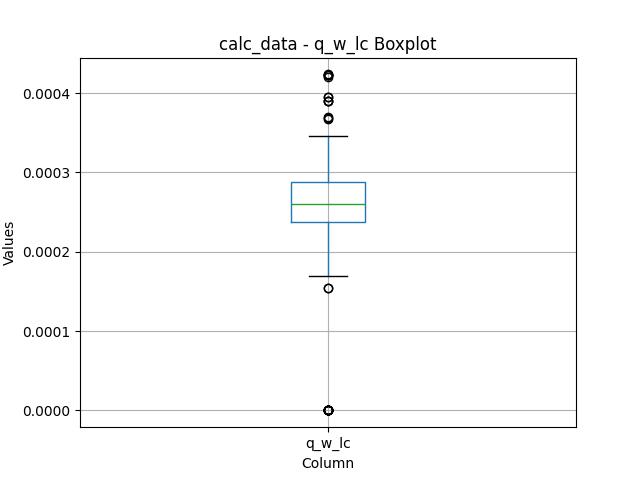 calc_data - q_w_lc Boxplot
0.0004
0.0003
0.0002
0.0001
0.0000
Values
q_w_lc
Column